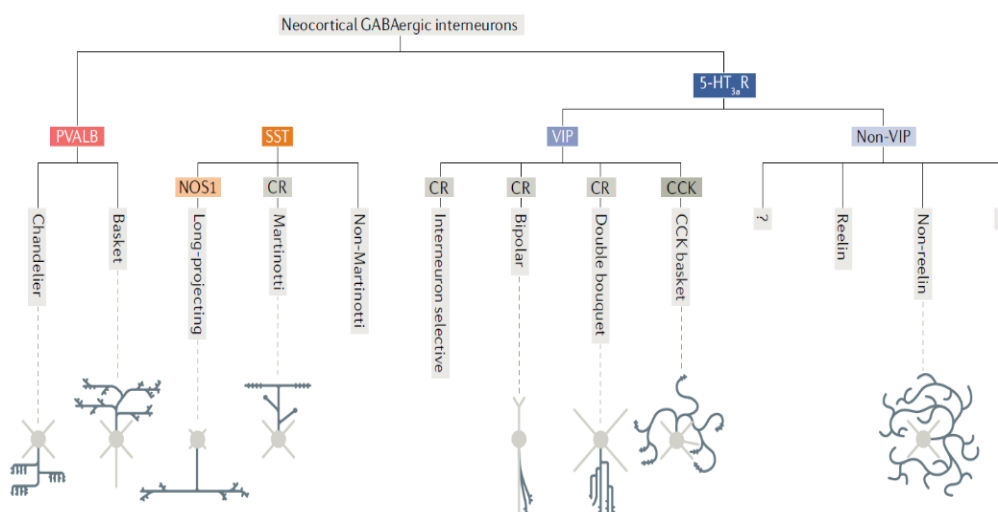 Neocortical GABAergic interneurons
5-HT3aR
PVALB
SST
VIP
Non-VIP
NOS1
CR
CR
CR
CR
CCK
Chandelier
Basket
Long-projecting
Martinotti
Non-Martinotti
Interneuron selective
Bipolar
Double bouquet
CCK basket
?
Reelin
Non-reelin